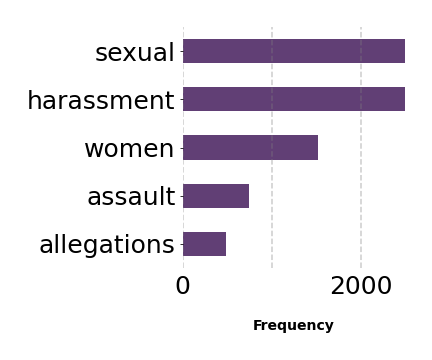 sexual
harassment
women
assault
allegations
0 2000
Frequency